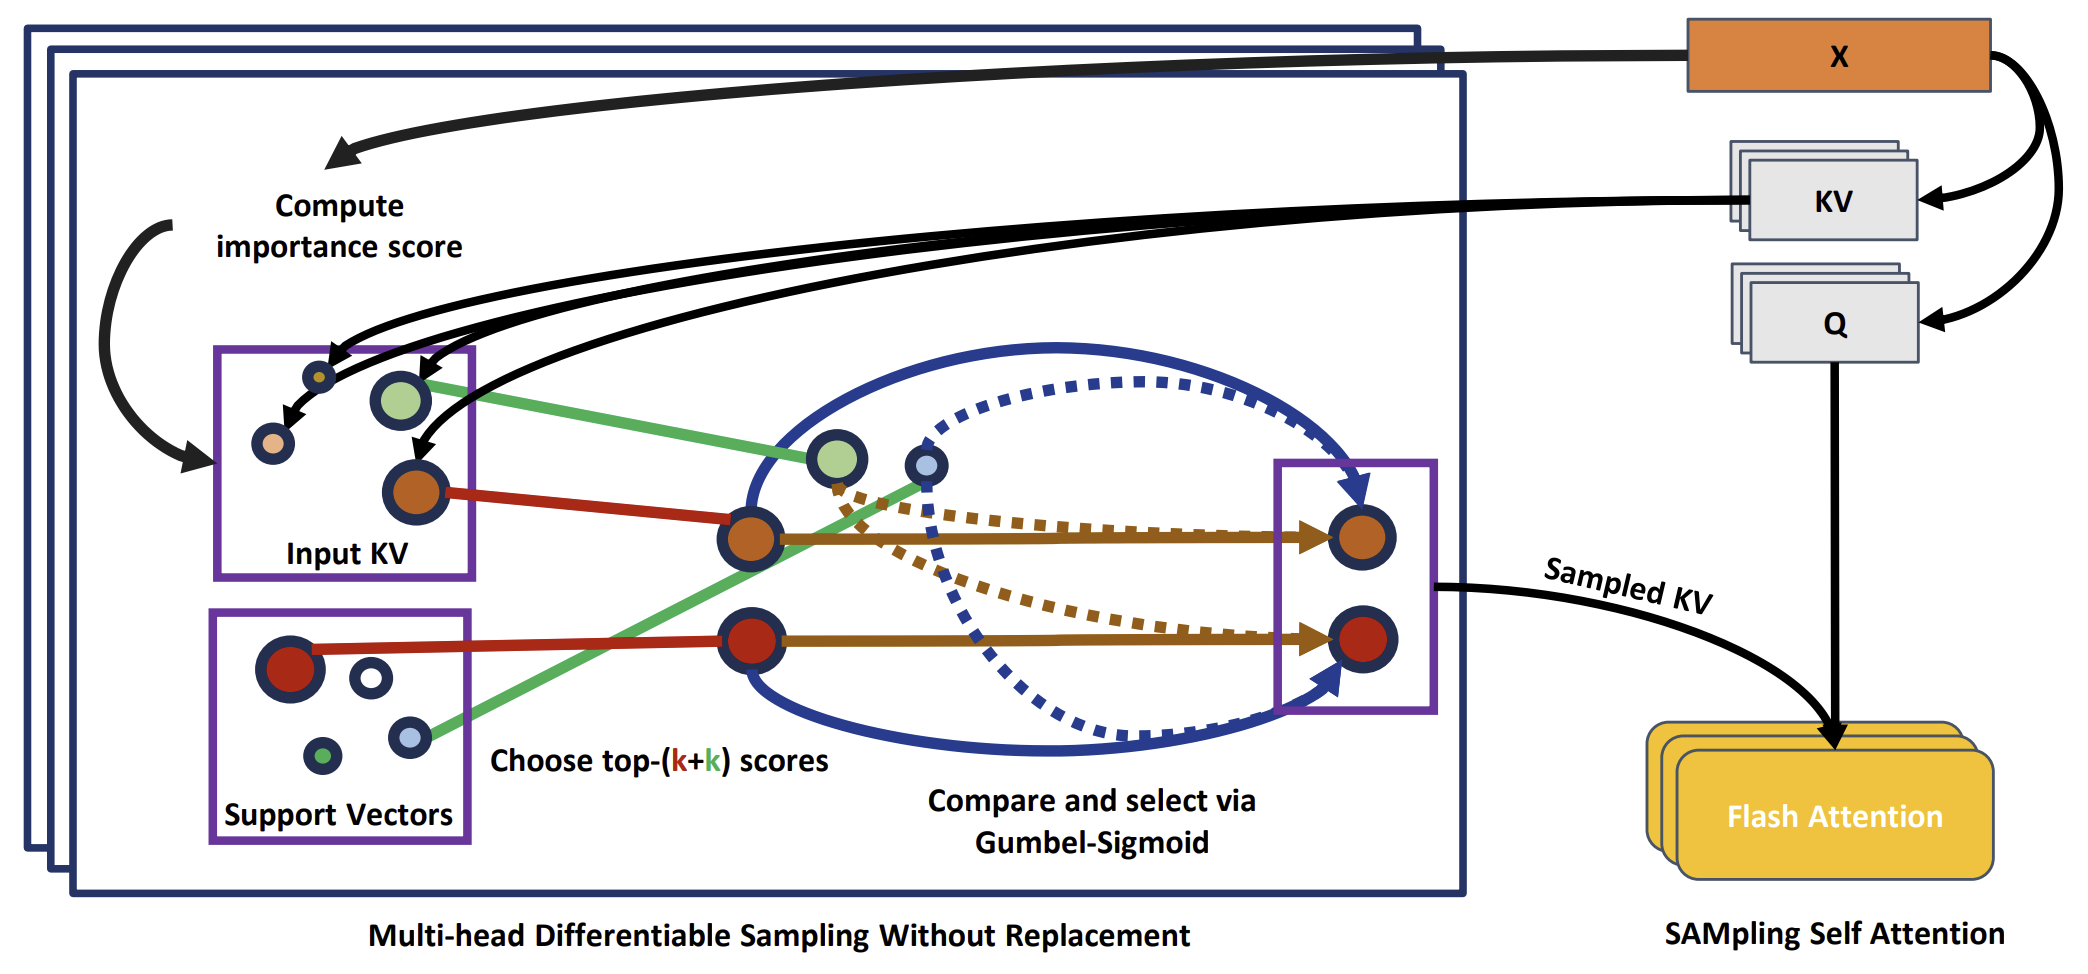 X
KV
Q
Compute
importance score
Input KV
Support Vectors
Choose top-(k+k) scores
Compare and select via
Gumbel-Sigmoid
Sampled KV
Flash Attention
Multi-head Differentiable Sampling Without Replacement
SAMpling Self Attention